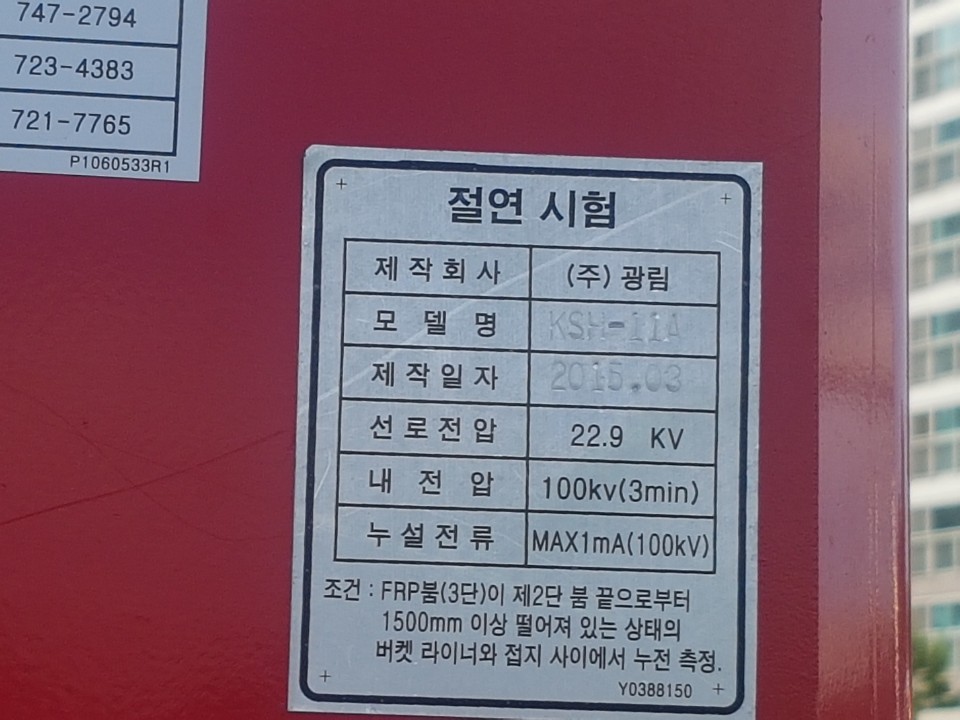 747-2794
723-4383
721-7765
P1060533R1
절연 시험
제작회사 (주) 광림
모델명 KSH-11A
제작일자 2015.03
선로전압 22.9 KV
내전압 100kv(3min)
누설전류 MAX1mA(100kV)
조건 : FRP붐(3단)이 제2단 붐 끝으로부터
1500mm 이상 떨어져 있는 상태의
버켓 라이너와 접지 사이에서 누전 측정.
Y0388150